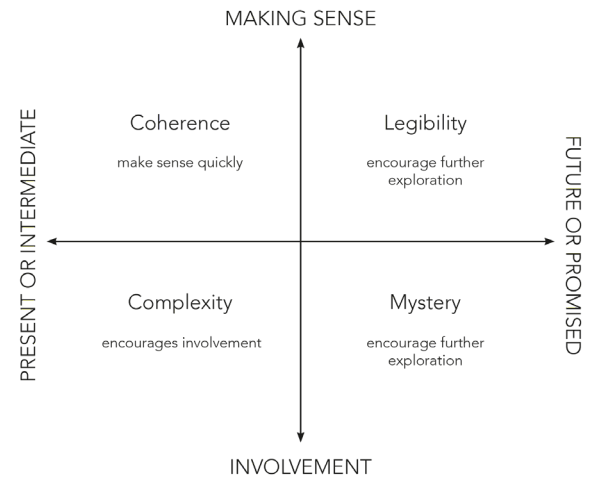 MAKING SENSE
PRESENT OR INTERMEDIATE
Coherence
make sense quickly
Legibility
encourage further
exploration
FUTURE OR PROMISED
Complexity
encourages involvement
Mystery
encourage further
exploration
INVOLVEMENT